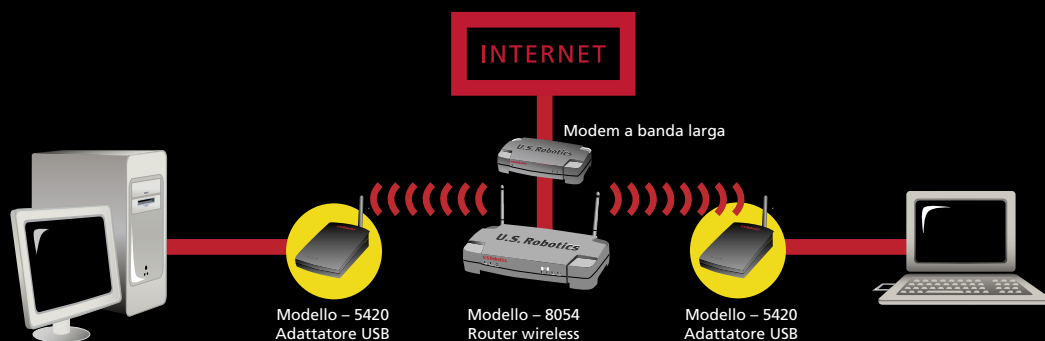 INTERNET
Modem a banda larga
U.S. Robotics
U.S. Robotics
Modello – 5420
Adattatore USB
Modello – 8054
Router wireless
Modello – 5420
Adattatore USB